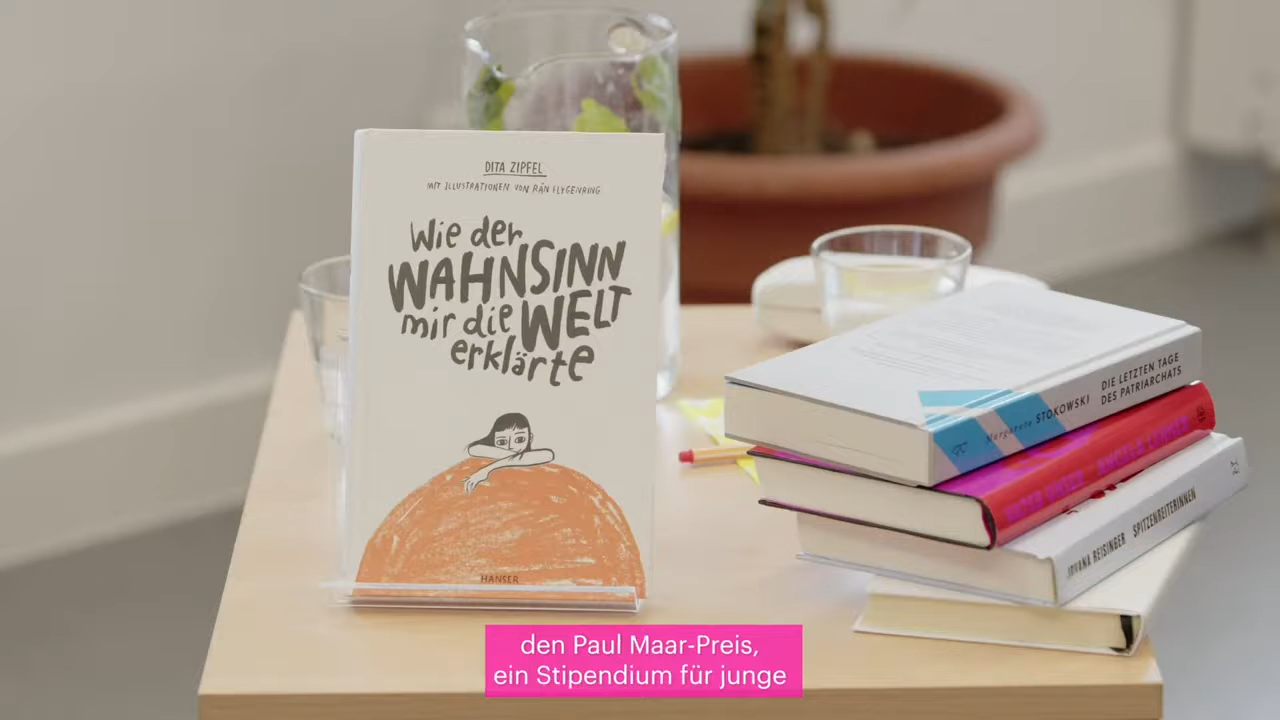 DITA ZIPFEL
MIT ILLUSTRATIONEN VON RÁN FLYGENRING
Wie der
WAHNSINN
mir die WELT
erklärte
HANSER
Margarete STOKOWSKI
DIE LETZTEN TAGE
DES PATRIARCHATS
JOVANA REISINGER SPITZENREITERINNEN
den Paul Maar-Preis,
ein Stipendium für junge